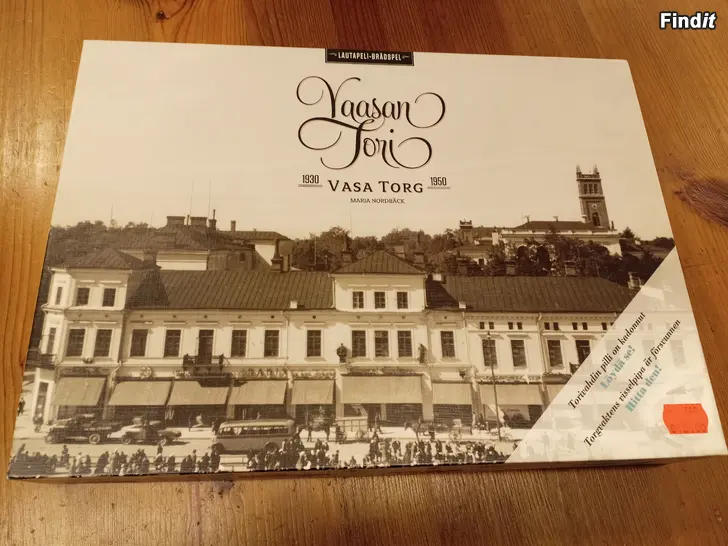 Findit
LAUTAPELI-BRÄDSPEL
Vaasan
Tori
1930
VASA TORG
1950
MARIA NORDBÄCK
Torivahdin pilli on kadonnut
Löydä se!
Torgvaktens visselpipa är försvunnen
Hitta den!